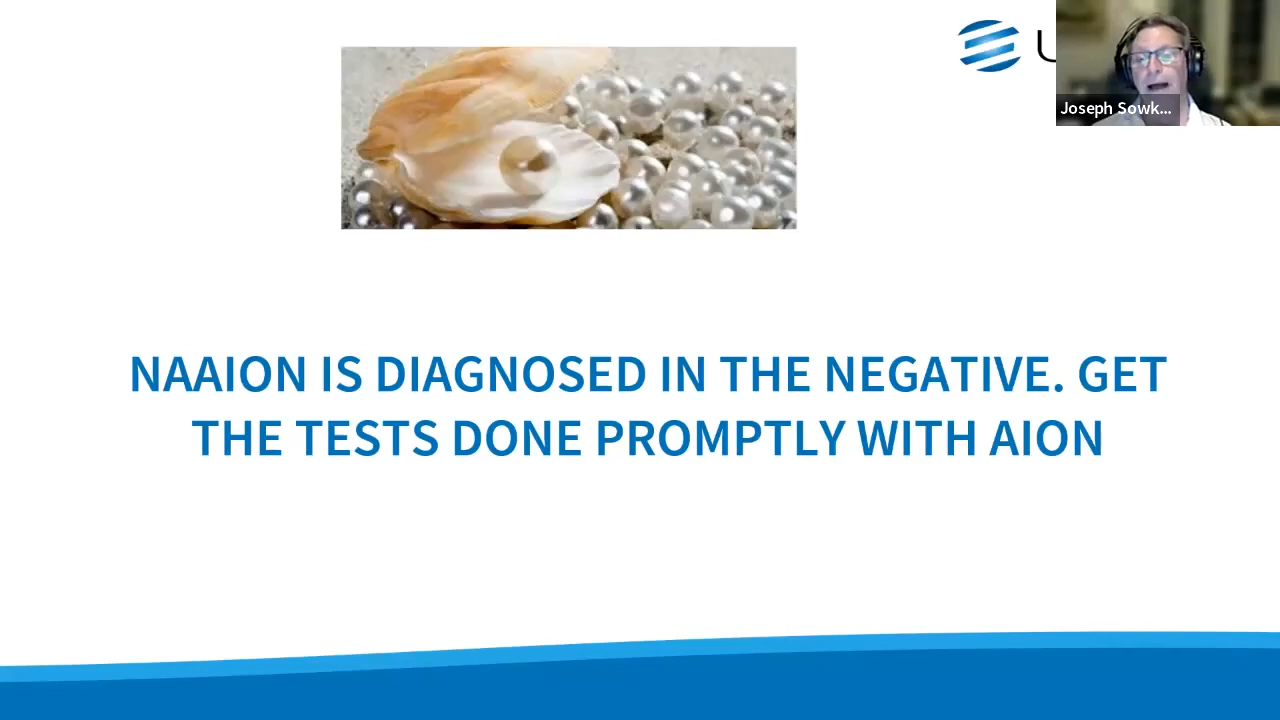 U
Joseph Sowk...
NAAION IS DIAGNOSED IN THE NEGATIVE. GET
THE TESTS DONE PROMPTLY WITH AION